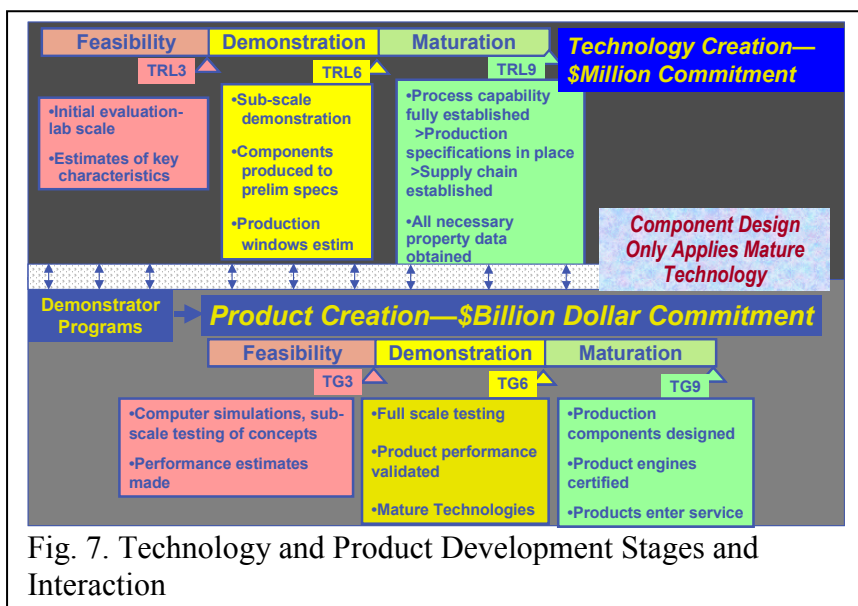 Feasibility
Demonstration
Maturation
Technology Creation—
$Million Commitment
TRL3
TRL6
TRL9
•Initial evaluation-
lab scale
•Estimates of key
characteristics
•Sub-scale
demonstration
•Components
produced to
prelim specs
•Production
windows estim
•Process capability
fully established
>Production
specifications in place
>Supply chain
established
•All necessary
property data
obtained
Component Design
Only Applies Mature
Technology
Demonstrator
Programs
Product Creation—$Billion Dollar Commitment
Feasibility
Demonstration
Maturation
TG3
TG6
TG9
•Computer simulations, sub-
scale testing of concepts
•Performance estimates
made
•Full scale testing
•Product performance
validated
•Mature Technologies
•Production
components designed
•Product engines
certified
•Products enter service
Fig. 7. Technology and Product Development Stages and
Interaction